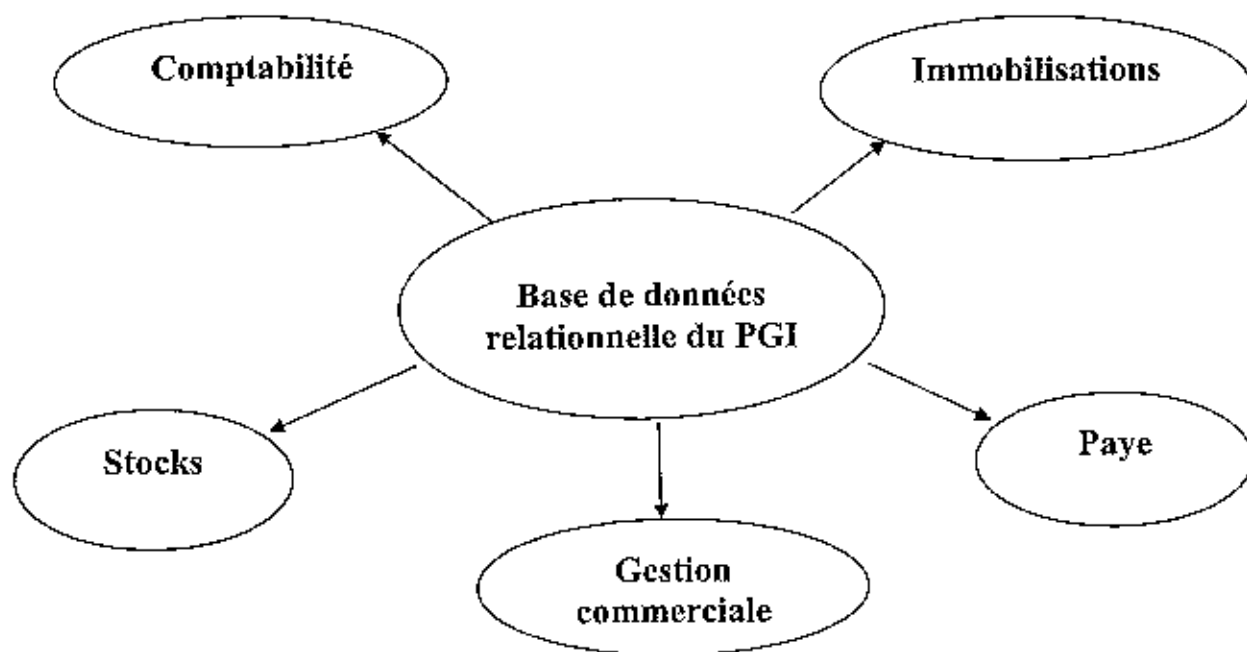 Comptabilité
Immobilisations
Base de données
relationnelle du PGI
Stocks
Paye
Gestion
commerciale